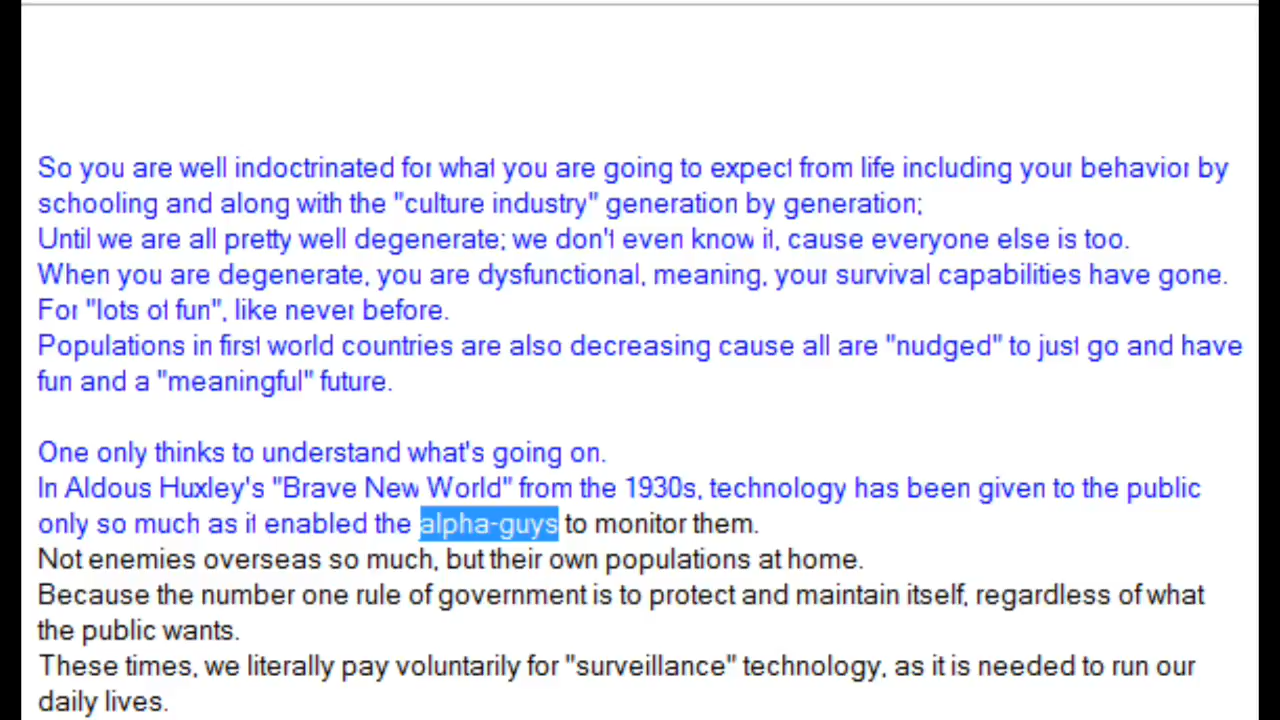 So you are well indoctrinated for what you are going to expect from life including your behavior by
schooling and along with the "culture industry" generation by generation;
Until we are all pretty well degenerate; we don't even know it, cause everyone else is too.
When you are degenerate, you are dysfunctional, meaning, your survival capabilities have gone.
For "lots of fun", like never before.
Populations in first world countries are also decreasing cause all are "nudged" to just go and have
fun and a "meaningful" future.
One only thinks to understand what's going on.
In Aldous Huxley's "Brave New World" from the 1930s, technology has been given to the public
only so much as it enabled the alpha-guys to monitor them.
Not enemies overseas so much, but their own populations at home.
Because the number one rule of government is to protect and maintain itself, regardless of what
the public wants.
These times, we literally pay voluntarily for "surveillance" technology, as it is needed to run our
daily lives.